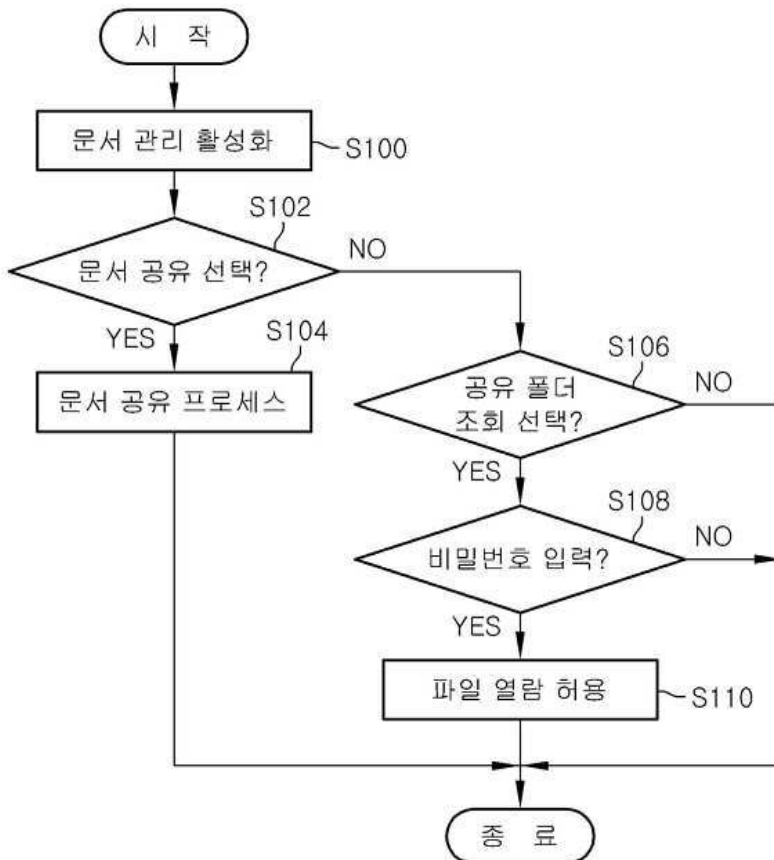 시 작
문서 관리 활성화
S100
S102
문서 공유 선택?
NO
YES
S104
문서 공유 프로세스
S106
공유 폴더
조회 선택?
NO
YES
S108
비밀번호 입력?
NO
YES
파일 열람 허용
S110
종 료